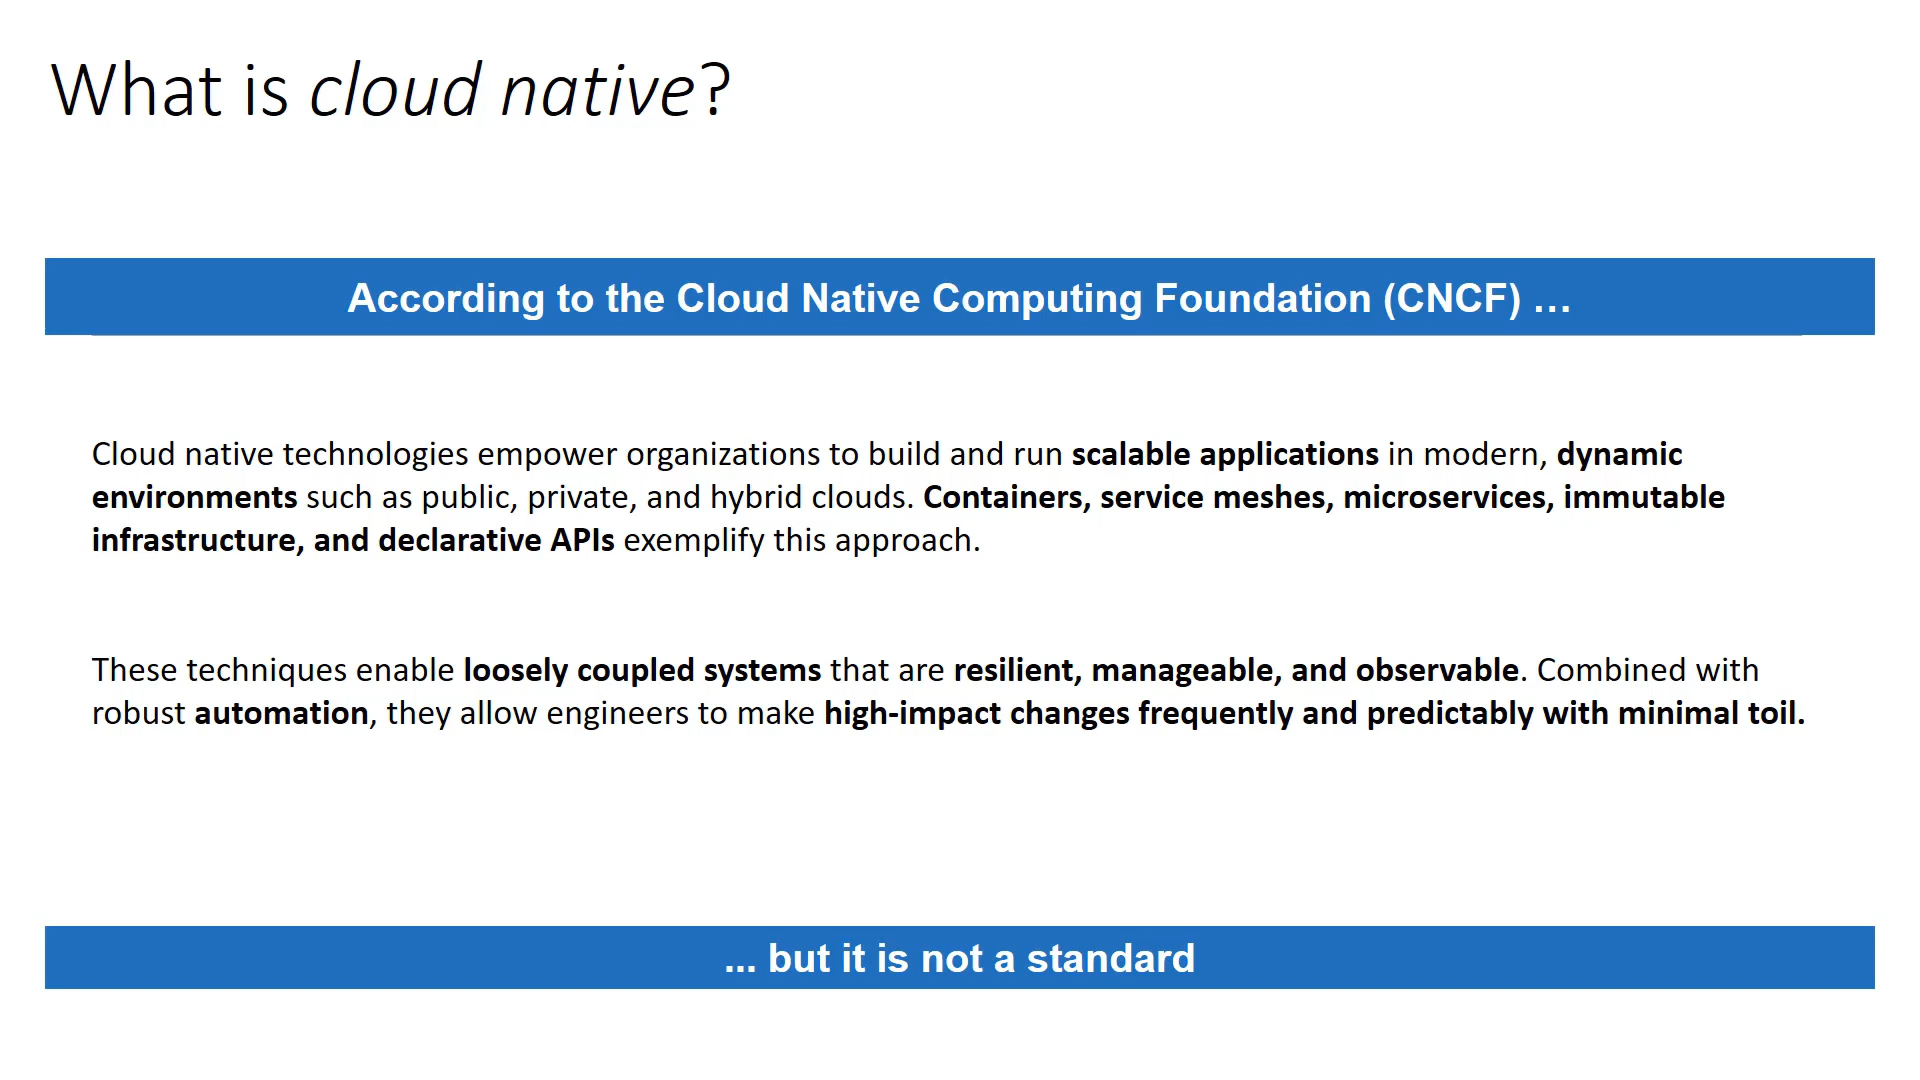 What is cloud native?
According to the Cloud Native Computing Foundation (CNCF) …
Cloud native technologies empower organizations to build and run scalable applications in modern, dynamic
environments such as public, private, and hybrid clouds. Containers, service meshes, microservices, immutable
infrastructure, and declarative APIs exemplify this approach.
These techniques enable loosely coupled systems that are resilient, manageable, and observable. Combined with
robust automation, they allow engineers to make high-impact changes frequently and predictably with minimal toil.
... but it is not a standard